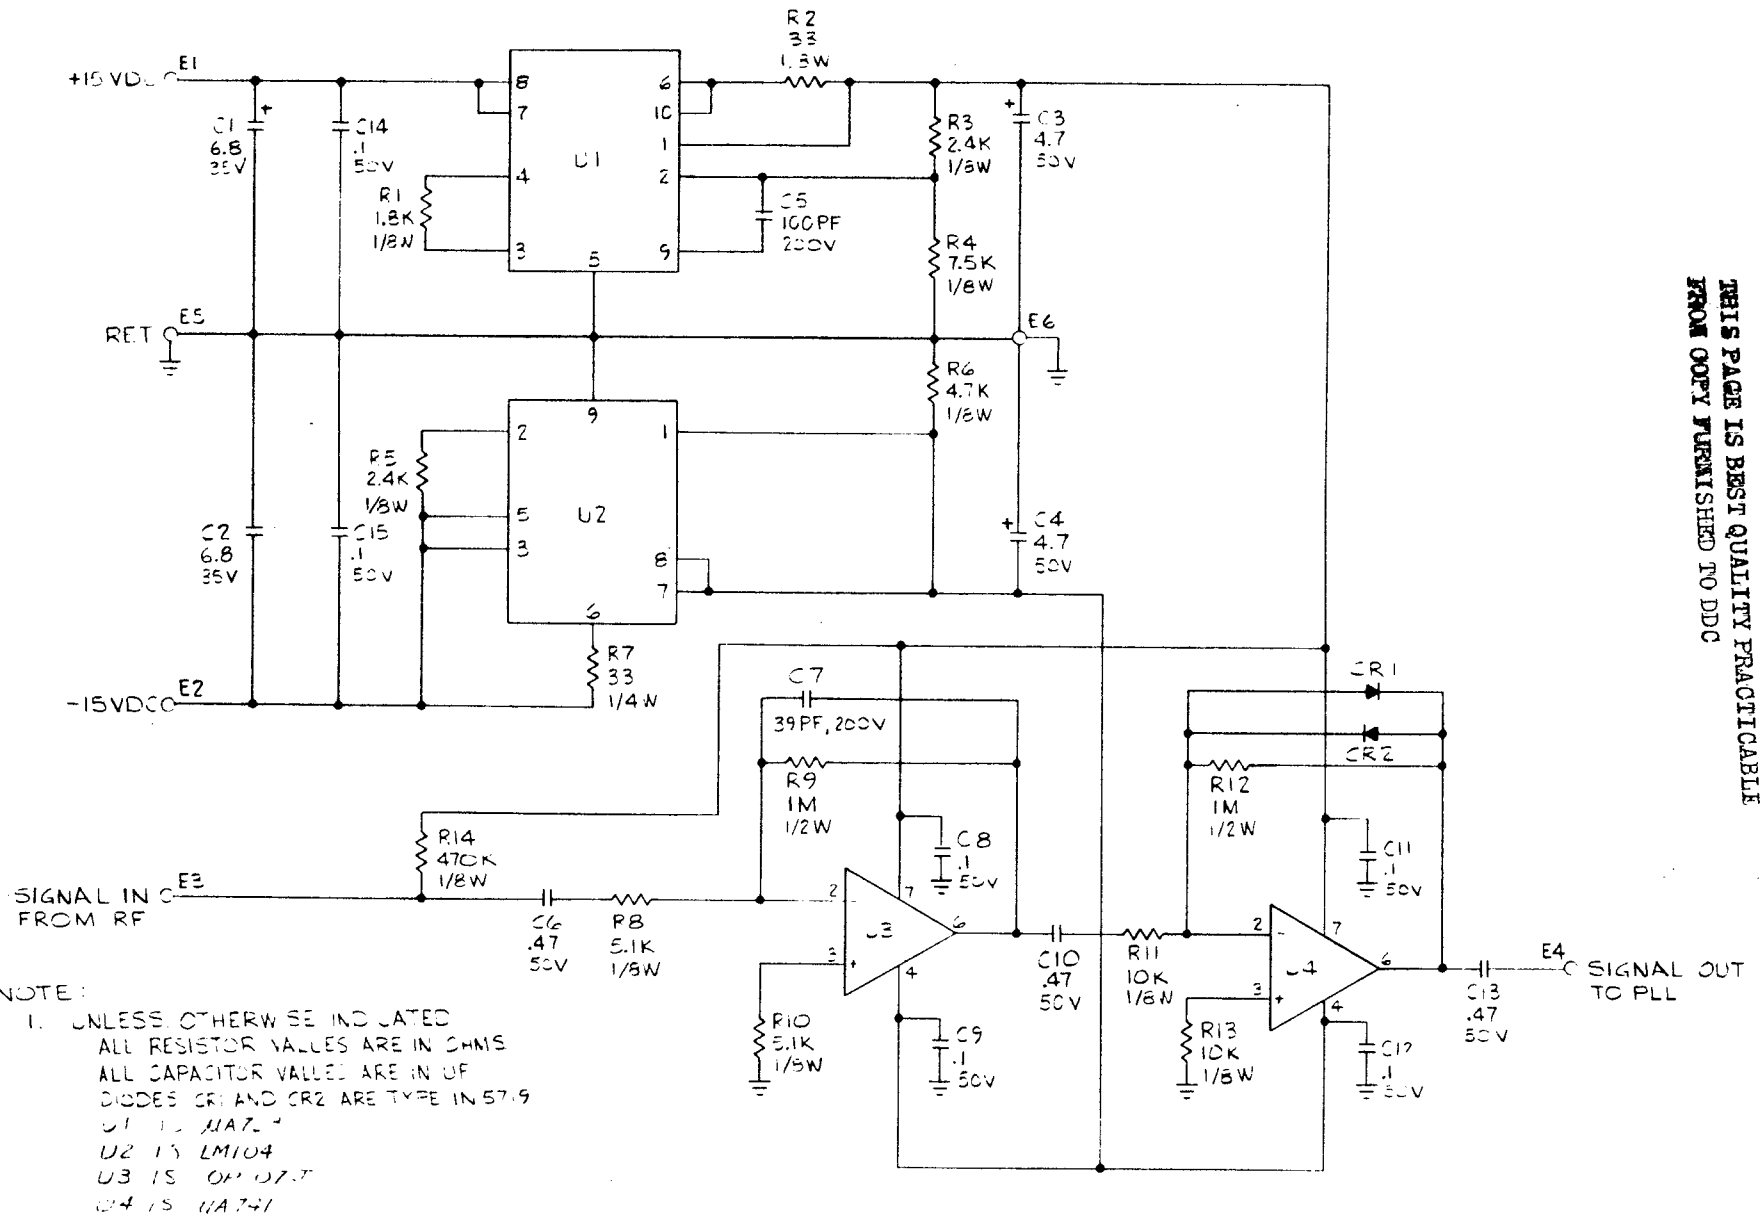 R2
33
E1
8
6
7
10
1
C1
6.8
35V
+
C14
.1
50V
U1
R3
2.4K
1/8W
+
C3
4.7
50V
4
2
R1
1.8K
1/8W
C5
100PF
200V
3
5
9
R4
7.5K
1/8W
RET
E5
E6
R6
4.7K
1/8W
9
2
1
R5
2.4K
1/8W
5
3
U2
C2
6.8
35V
C15
.1
50V
8
7
6
+
C4
4.7
50V
R7
33
1/4W
-15VDC
E2
C7
39PF, 200V
R9
1M
1/2W
CR1
CR2
R12
1M
1/2W
R14
470K
1/8W
C8
.1
50V
C11
.1
50V
SIGNAL IN
FROM RF
E3
C6
.47
50V
R8
5.1K
1/8W
2
-
3
+
U3
7
6
4
C10
.47
50V
R11
10K
1/8W
2
-
3
+
U4
7
6
4
C13
.47
50V
E4
SIGNAL OUT
TO PLL
R10
5.1K
1/8W
C9
.1
50V
R13
10K
1/8W
C12
.1
50V
NOTE:
1. UNLESS OTHERWISE INDICATED
ALL RESISTOR VALUES ARE IN OHMS
ALL CAPACITOR VALUES ARE IN UF
DIODES CR1 AND CR2 ARE TYPE IN 5719
U2 IS LM104
U3 IS
U4 IS UA741
THIS PAGE IS BEST QUALITY PRACTICABLE
FROM COPY FURNISHED TO DDC